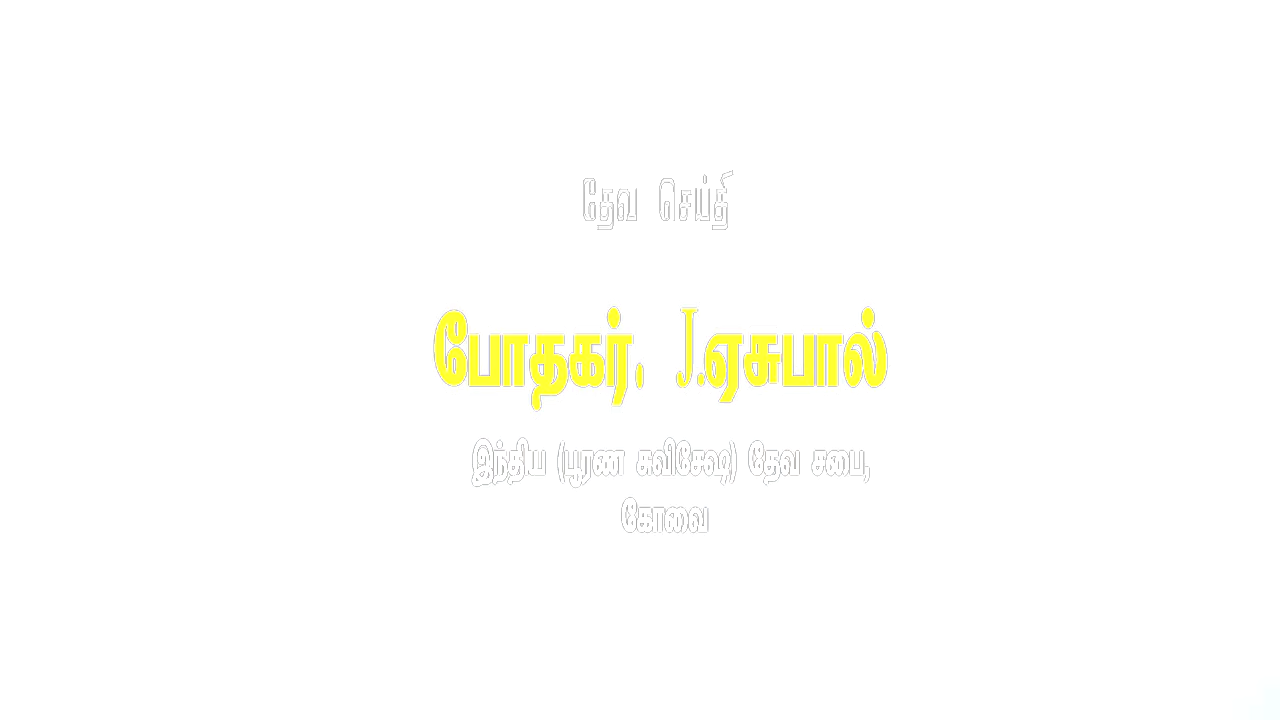 தேவ செய்தி
போதகர். J.ஏசுபால்
இந்திய (பூரண சுவிசேஷ) தேவ சபை,
கோவை